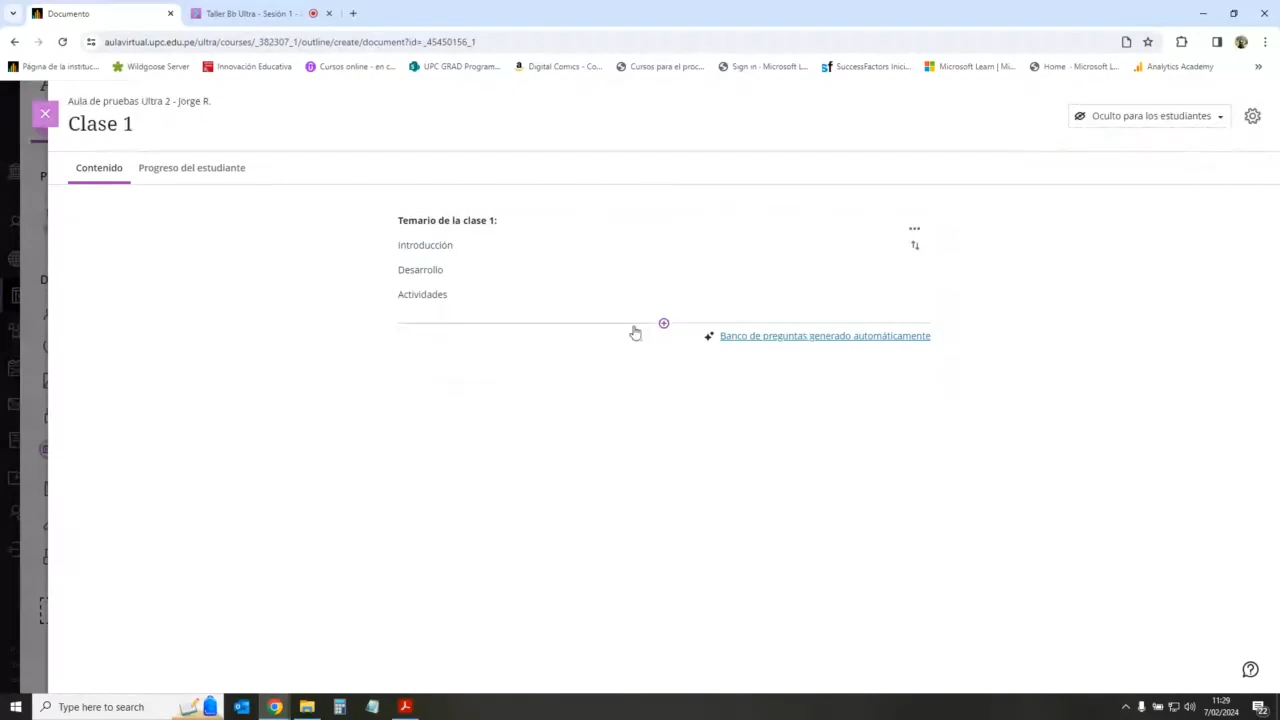 Documento
Taller Bb Ultra - Sesión 1 -
aulavirtual.upc.edu.pe/ultra/courses/_382307_1/outline/create/document?id=_45450156_1
Página de la instituc...
Wildgoose Server
Innovación Educativa
Cursos online - en c...
UPC GRAD Program...
Digital Comics - Co...
Cursos para el proc...
Sign in - Microsoft L...
SuccessFactors Inici...
Microsoft Learn | Mi...
Home - Microsoft L...
Analytics Academy
Aula de pruebas Ultra 2 - Jorge R.
Clase 1
Oculto para los estudiantes
Contenido
Progreso del estudiante
Temario de la clase 1:
Introducción
Desarrollo
Actividades
Banco de preguntas generado automáticamente
Type here to search
11:29
7/02/2024
22